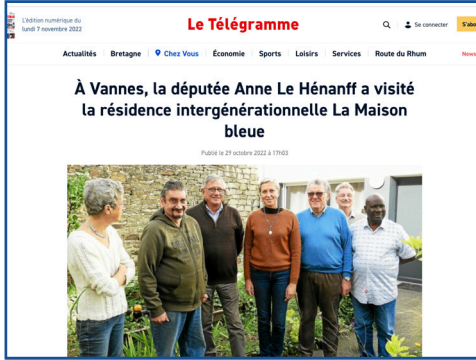 L'édition numérique du
lundi 7 novembre 2022
Le Télégramme
Se connecter
S'abo
Actualités Bretagne Chez Vous Économie Sports Loisirs Services Route du Rhum
News
À Vannes, la députée Anne Le Hénanff a visité
la résidence intergénérationnelle La Maison
bleue
Publié le 29 octobre 2022 à 17h03